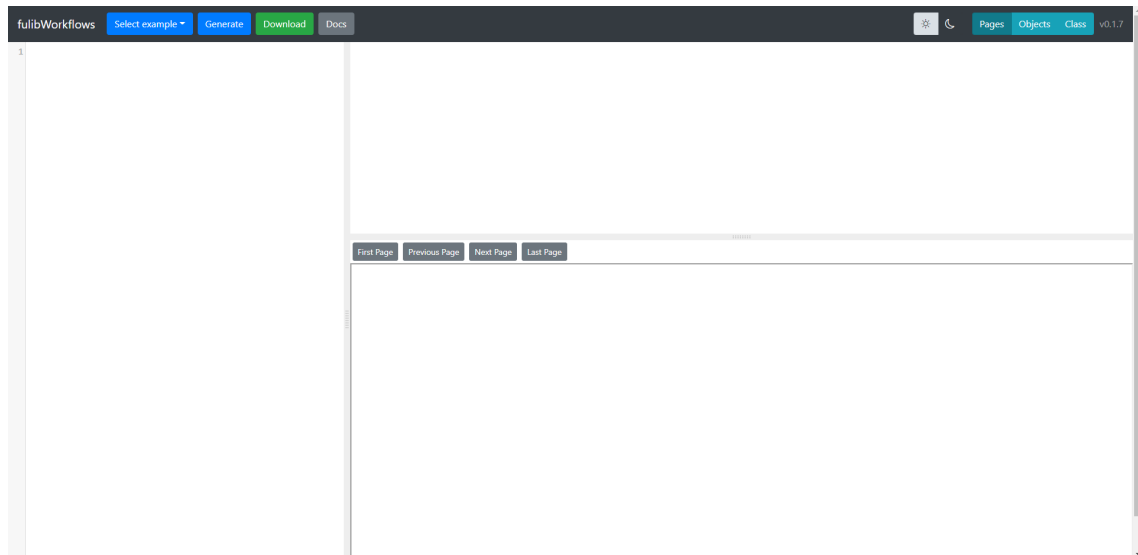 fulibWorkflows Select example Generate Download Docs Pages Objects Class v0.1.7
1
First Page Previous Page Next Page Last Page